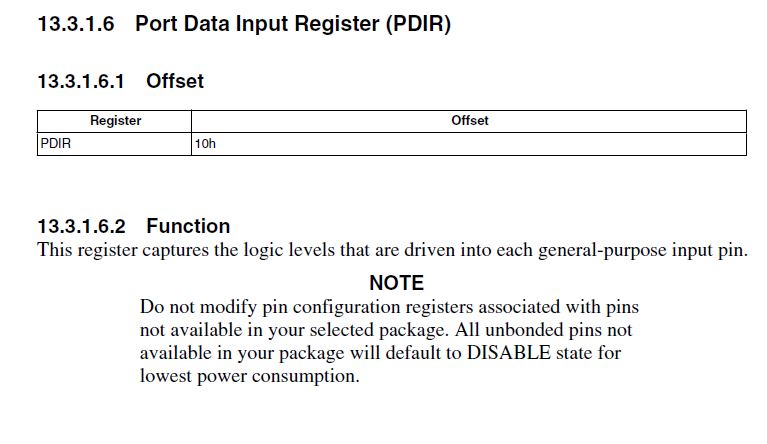 13.3.1.6 Port Data Input Register (PDIR)
13.3.1.6.1 Offset
Register Offset
PDIR 10h
13.3.1.6.2 Function
This register captures the logic levels that are driven into each general-purpose input pin.
NOTE
Do not modify pin configuration registers associated with pins
not available in your selected package. All unbonded pins not
available in your package will default to DISABLE state for
lowest power consumption.